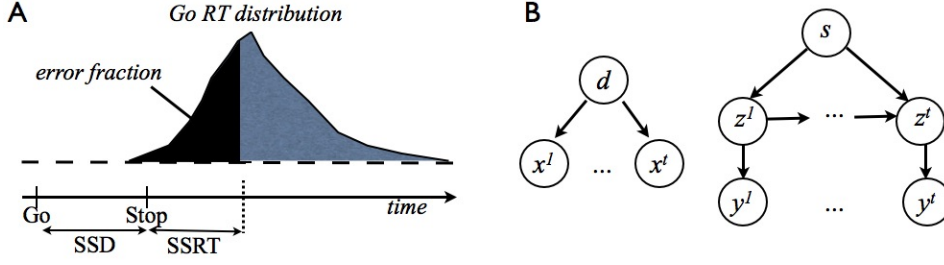 A
Go RT distribution
error fraction
Go
Stop
time
SSD
SSRT
B
d
x¹
...
xᵗ
s
z¹
...
zᵗ
y¹
...
yᵗ